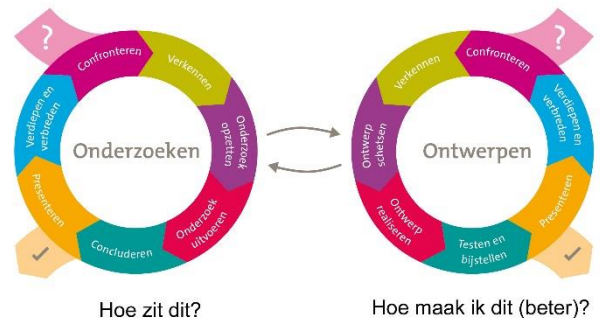 ?
Confronteren
Verkennen
Onderzoek
opzetten
Onderzoek
uitvoeren
Concluderen
Presenteren
Verdiepen en
verbreden
Onderzoeken
Hoe zit dit?
?
Confronteren
Verdiepen en
verbreden
Presenteren
Testen en
bijstellen
Ontwerp
realiseren
Ontwerp
schetsen
Verkennen
Ontwerpen
Hoe maak ik dit (beter)?